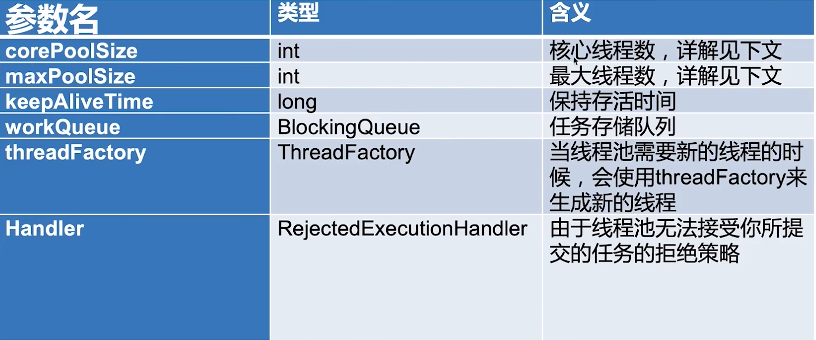 参数名 类型 含义
corePoolSize int 核心线程数，详解见下文
maxPoolSize int 最大线程数，详解见下文
keepAliveTime long 保持存活时间
workQueue BlockingQueue 任务存储队列
threadFactory ThreadFactory 当线程池需要新的线程的时
候，会使用threadFactory来
生成新的线程
Handler RejectedExecutionHandler 由于线程池无法接受你所提
交的任务的拒绝策略